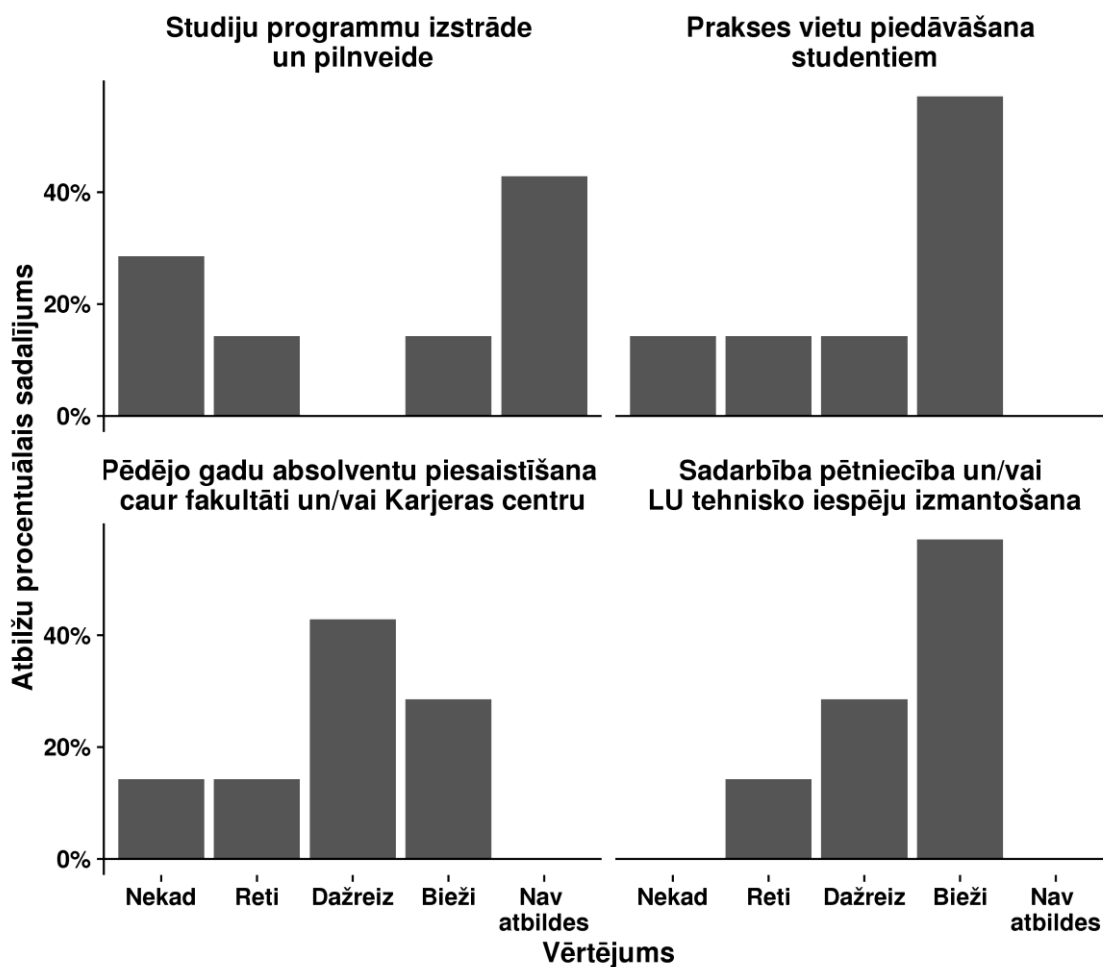 Studiju programmu izstrāde
un pilnveide
Prakses vietu piedāvāšana
studentiem
40%
20%
0%
Atbilžu procentuālais sadalījums
Pēdējo gadu absolventu piesaistīšana
caur fakultāti un/vai Karjeras centru
Sadarbība pētniecība un/vai
LU tehnisko iespēju izmantošana
40%
20%
0%
Nekad
Reti
Dažreiz
Bieži
Nav
atbildes
Nekad
Reti
Dažreiz
Bieži
Nav
atbildes
Vērtējums